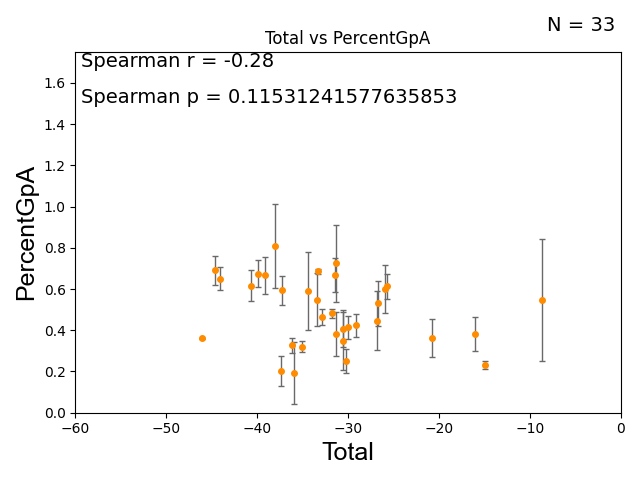 N = 33
Total vs PercentGpA
Spearman r = -0.28
Spearman p = 0.11531241577635853
PercentGpA
1.6
1.4
1.2
1.0
0.8
0.6
0.4
0.2
0.0
−60 −50 −40 −30 −20 −10 0
Total